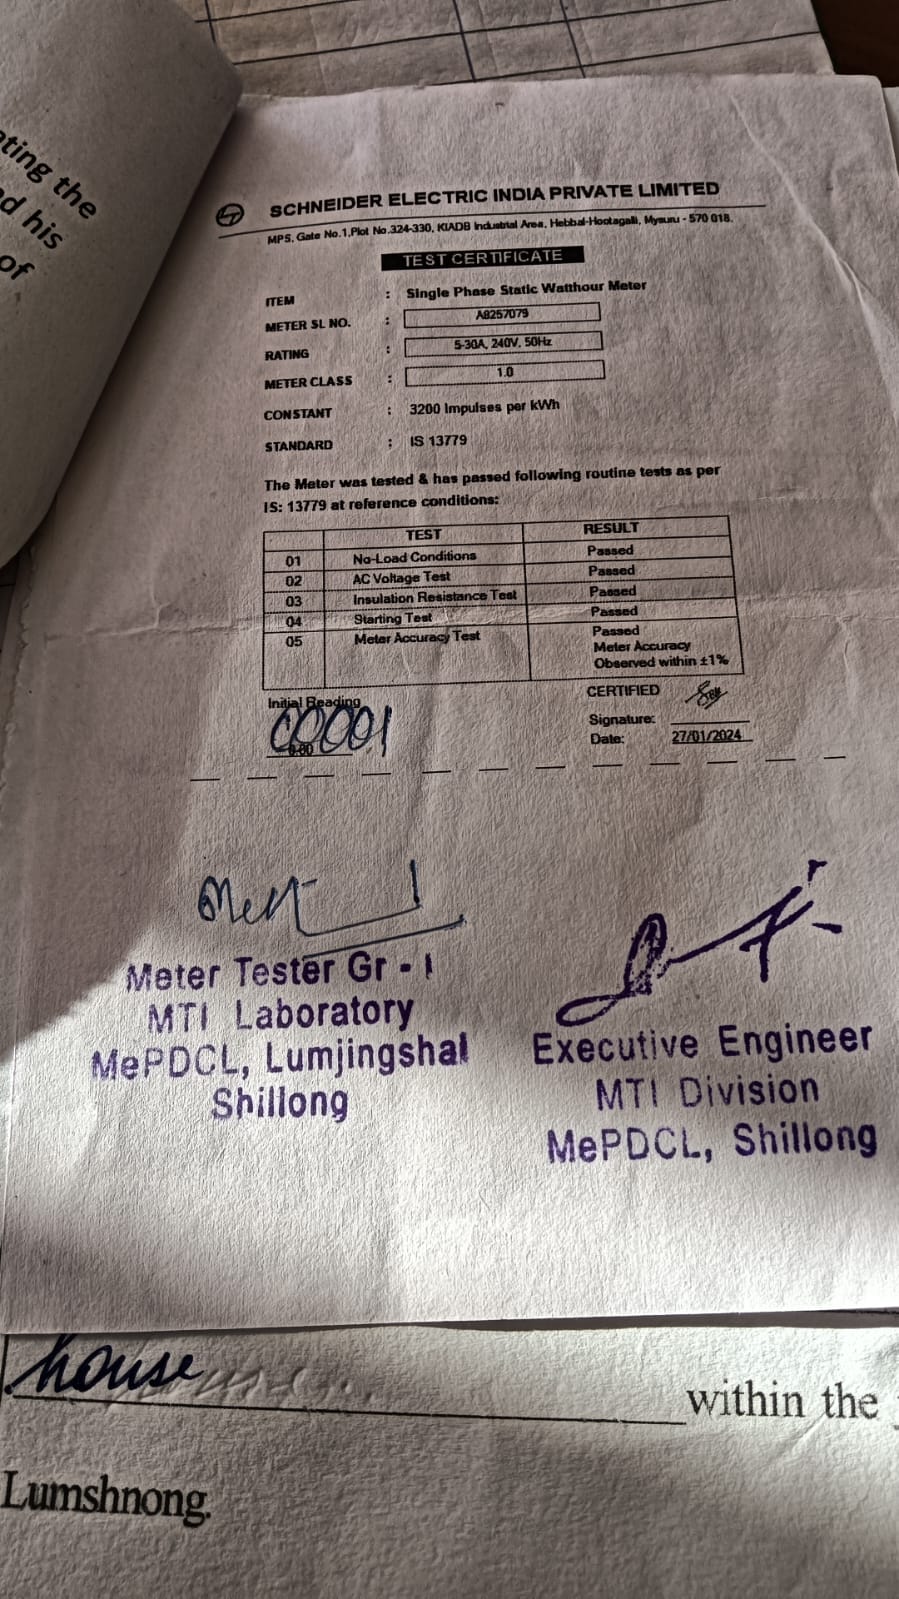 ting the
d his
of
SCHNEIDER ELECTRIC INDIA PRIVATE LIMITED
MPS, Gate No.1,Plot No.324-330, KIADB Industrial Area, Hebbal-Hootagalli, Mysuru - 570 018.
TEST CERTIFICATE
ITEM : Single Phase Static Watthour Meter
METER SL NO. : A8257079
RATING : 5-30A, 240V, 50Hz
METER CLASS : 1.0
CONSTANT : 3200 Impulses per kWh
STANDARD : IS 13779
The Meter was tested & has passed following routine tests as per
IS: 13779 at reference conditions:
TEST RESULT
01 No-Load Conditions Passed
02 AC Voltage Test Passed
03 Insulation Resistance Test Passed
04 Starting Test Passed
05 Meter Accuracy Test Passed
Meter Accuracy
Observed within ±1%
Initial Reading
00001
0.00
CERTIFIED
Signature:
Date: 27/01/2024
Meter Tester Gr - I
MTI Laboratory
MePDCL, Lumjingshai
Shillong
Executive Engineer
MTI Division
MePDCL, Shillong
house within the
Lumshnong.